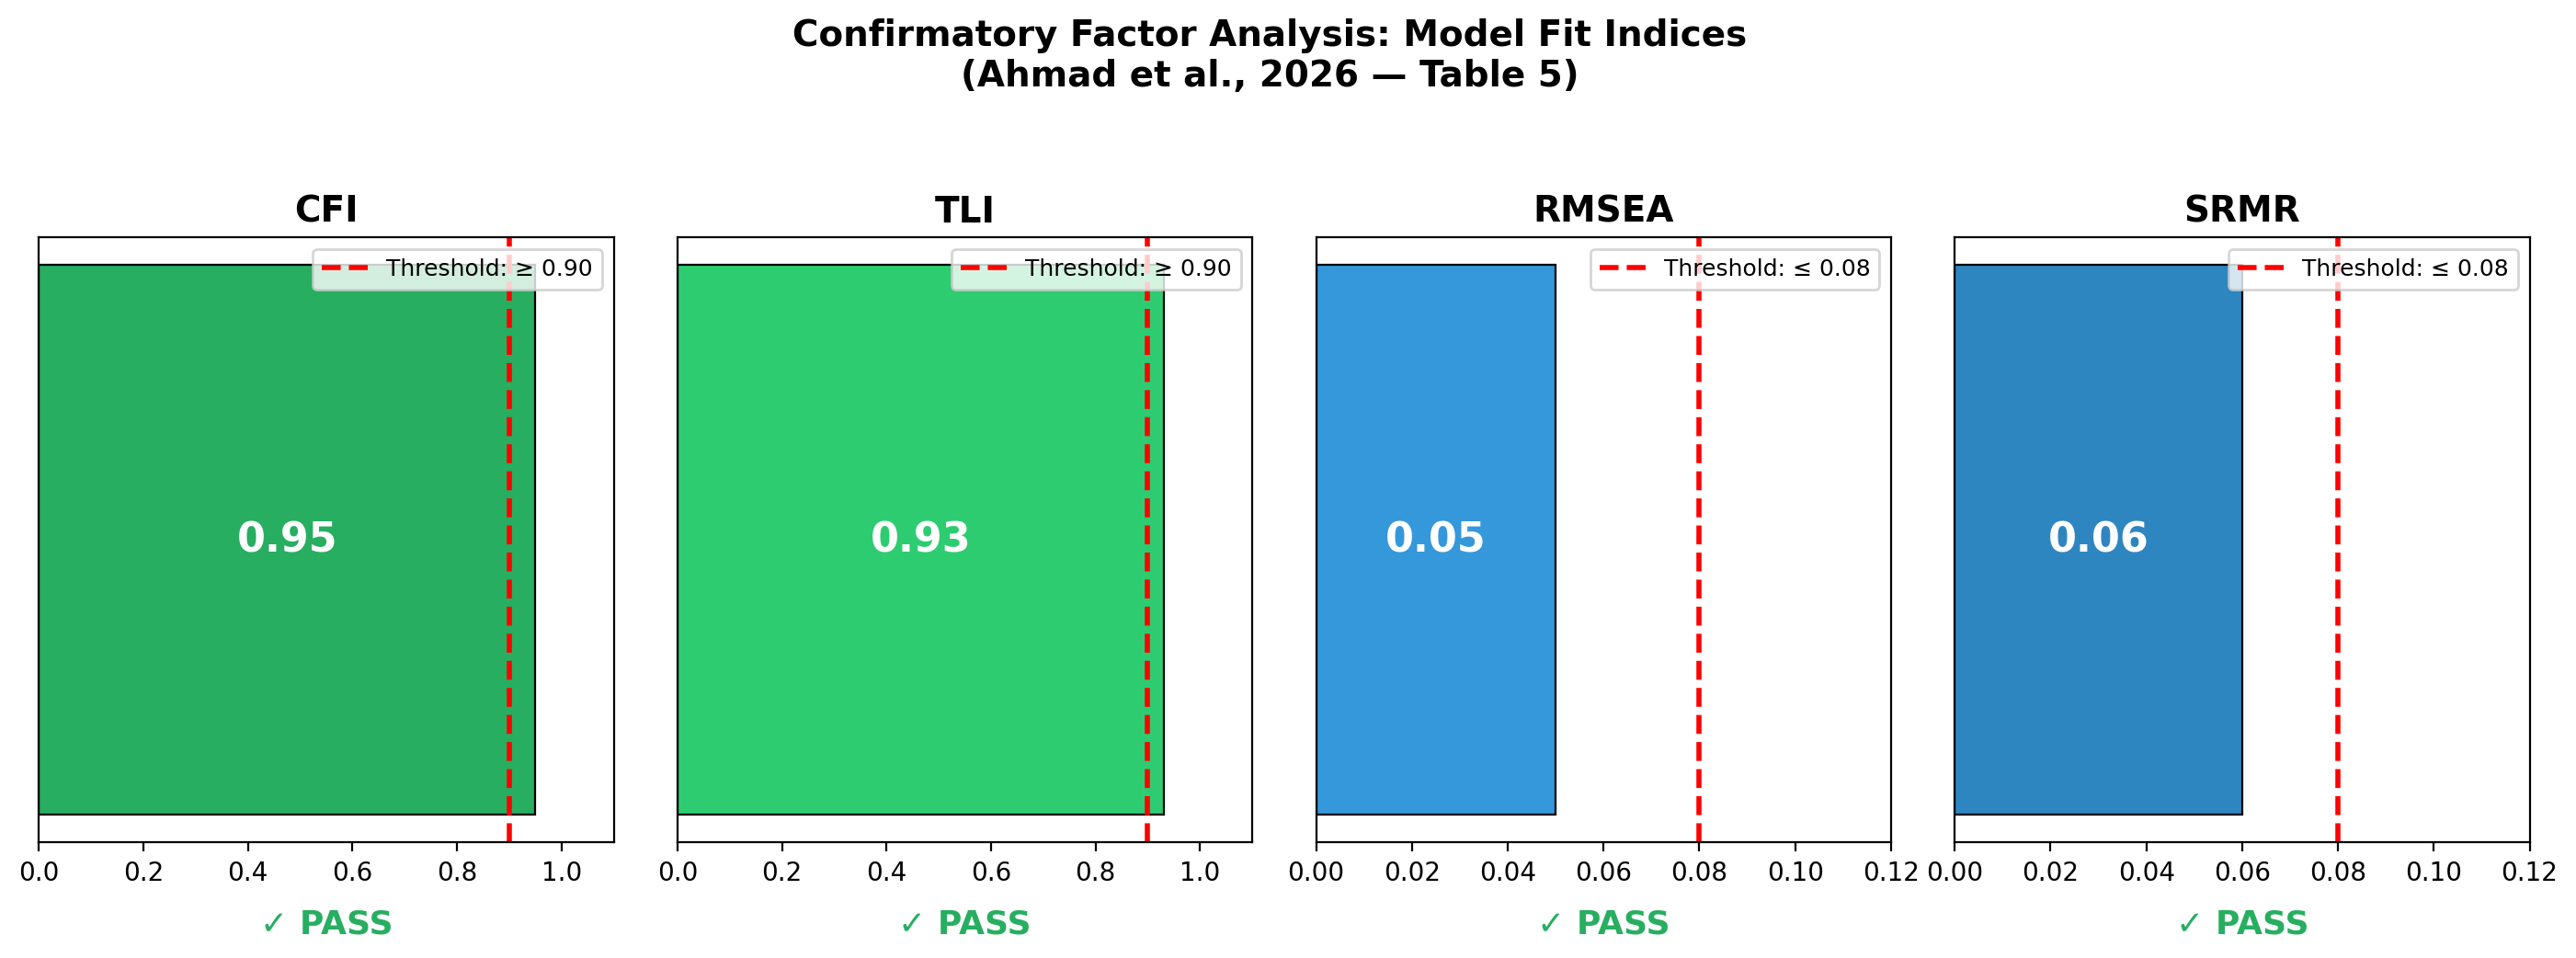 Confirmatory Factor Analysis: Model Fit Indices
(Ahmad et al., 2026 — Table 5)
CFI
Threshold: ≥ 0.90
0.95
0.0 0.2 0.4 0.6 0.8 1.0
✓ PASS
TLI
Threshold: ≥ 0.90
0.93
0.0 0.2 0.4 0.6 0.8 1.0
✓ PASS
RMSEA
Threshold: ≤ 0.08
0.05
0.00 0.02 0.04 0.06 0.08 0.10 0.12
✓ PASS
SRMR
Threshold: ≤ 0.08
0.06
0.00 0.02 0.04 0.06 0.08 0.10 0.12
✓ PASS